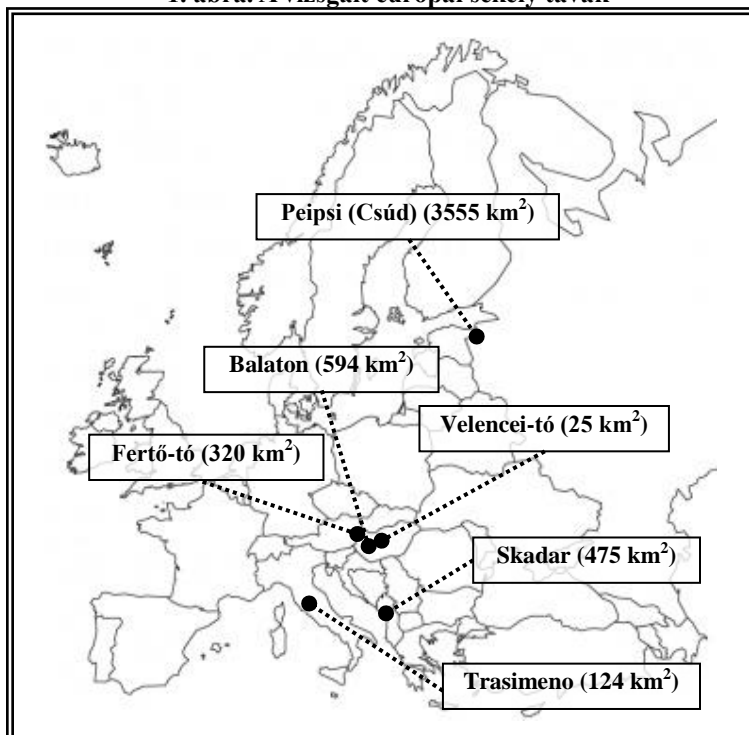 1. ábra. A vizsgált európai sekély tavak
Peipsi (Csúd) (3555 km²)
Balaton (594 km²)
Velencei-tó (25 km²)
Fertő-tó (320 km²)
Skadar (475 km²)
Trasimeno (124 km²)